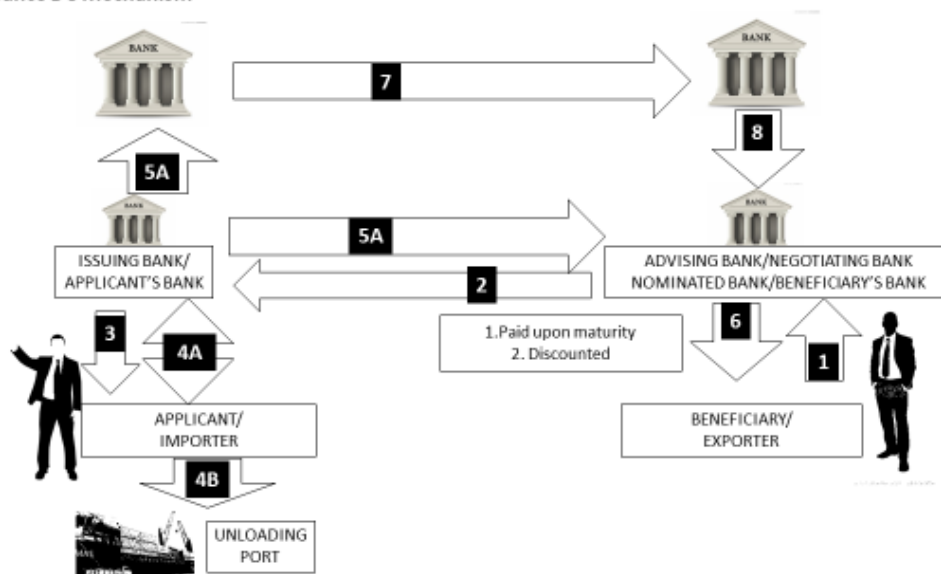 BANK
BANK
7
8
5A
BANK
BANK
5A
ISSUING BANK/
APPLICANT'S BANK
ADVISING BANK/NEGOTIATING BANK
NOMINATED BANK/BENEFICIARY'S BANK
2
3
4A
1.Paid upon maturity
2. Discounted
6
1
APPLICANT/
IMPORTER
BENEFICIARY/
EXPORTER
4B
UNLOADING
PORT